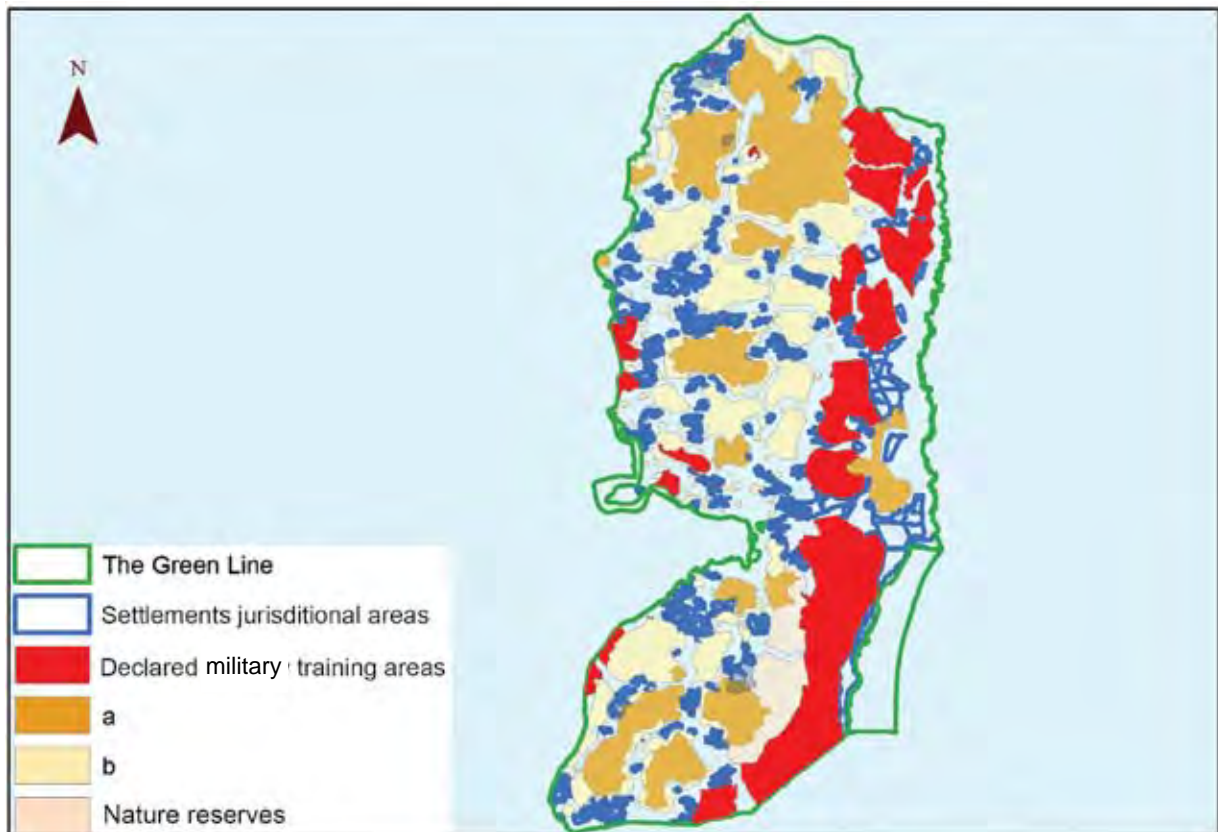 N
The Green Line
Settlements jurisditional areas
Declared military training areas
a
b
Nature reserves